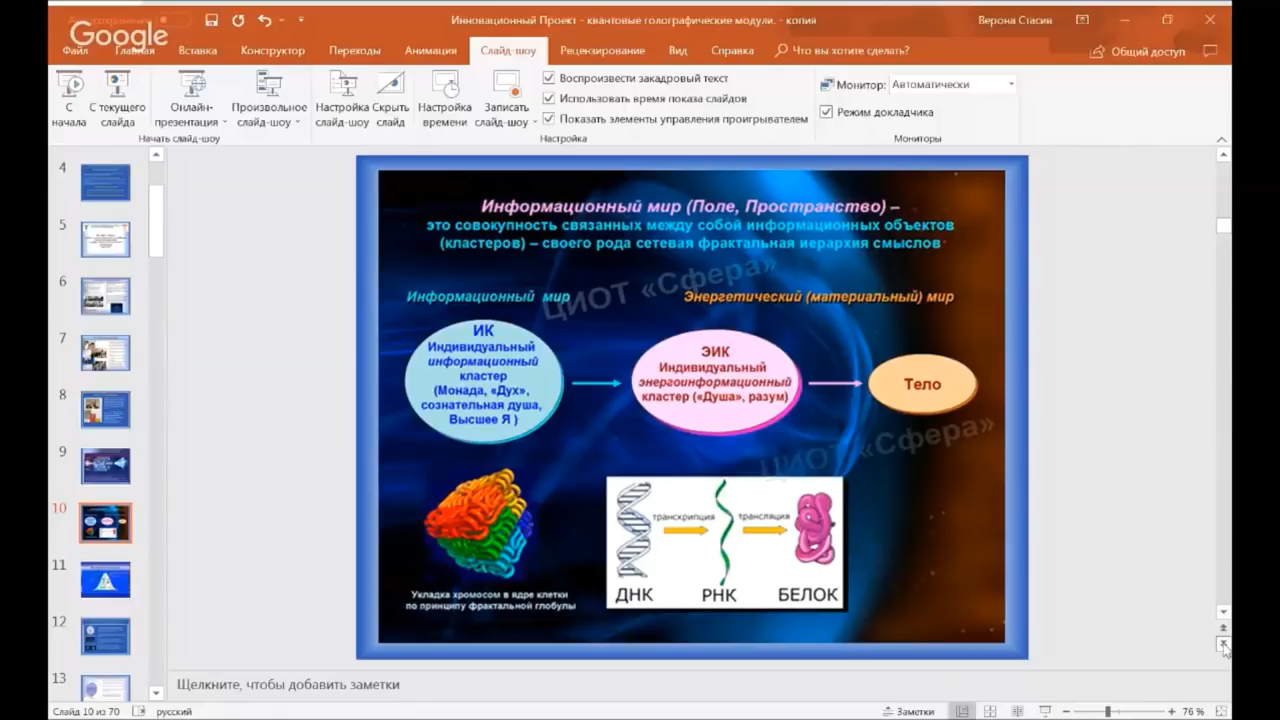 Google
Инновационный Проект - квантовые голографические модули. - копия
Верона Стасин
Файл
Главная
Вставка
Конструктор
Переходы
Анимация
Слайд-шоу
Рецензирование
Вид
Справка
Что вы хотите сделать?
Общий доступ
С начала
С текущего слайда
Онлайн-презентация
Произвольное слайд-шоу
Начать слайд-шоу
Настройка слайд-шоу
Скрыть слайд
Настройка времени
Записать слайд-шоу
Воспроизвести закадровый текст
Использовать время показа слайдов
Показать элементы управления проигрывателем
Настройка
Монитор: Автоматически
Режим докладчика
Мониторы
4
5
6
7
8
9
10
11
12
13
Информационный мир (Поле, Пространство) –
это совокупность связанных между собой информационных объектов
(кластеров) – своего рода сетевая фрактальная иерархия смыслов
ЦИОТ «Сфера»
Информационный мир
Энергетический (материальный) мир
ИК
Индивидуальный
информационный
кластер
(Монада, «Дух»,
сознательная душа,
Высшее Я )
ЭИК
Индивидуальный
энергоинформационный
кластер («Душа», разум)
Тело
ЦИОТ «Сфера»
Укладка хромосом в ядре клетки
по принципу фрактальной глобулы
транскрипция
трансляция
ДНК
РНК
БЕЛОК
Щелкните, чтобы добавить заметки
Слайд 10 из 70
русский
Заметки
76 %